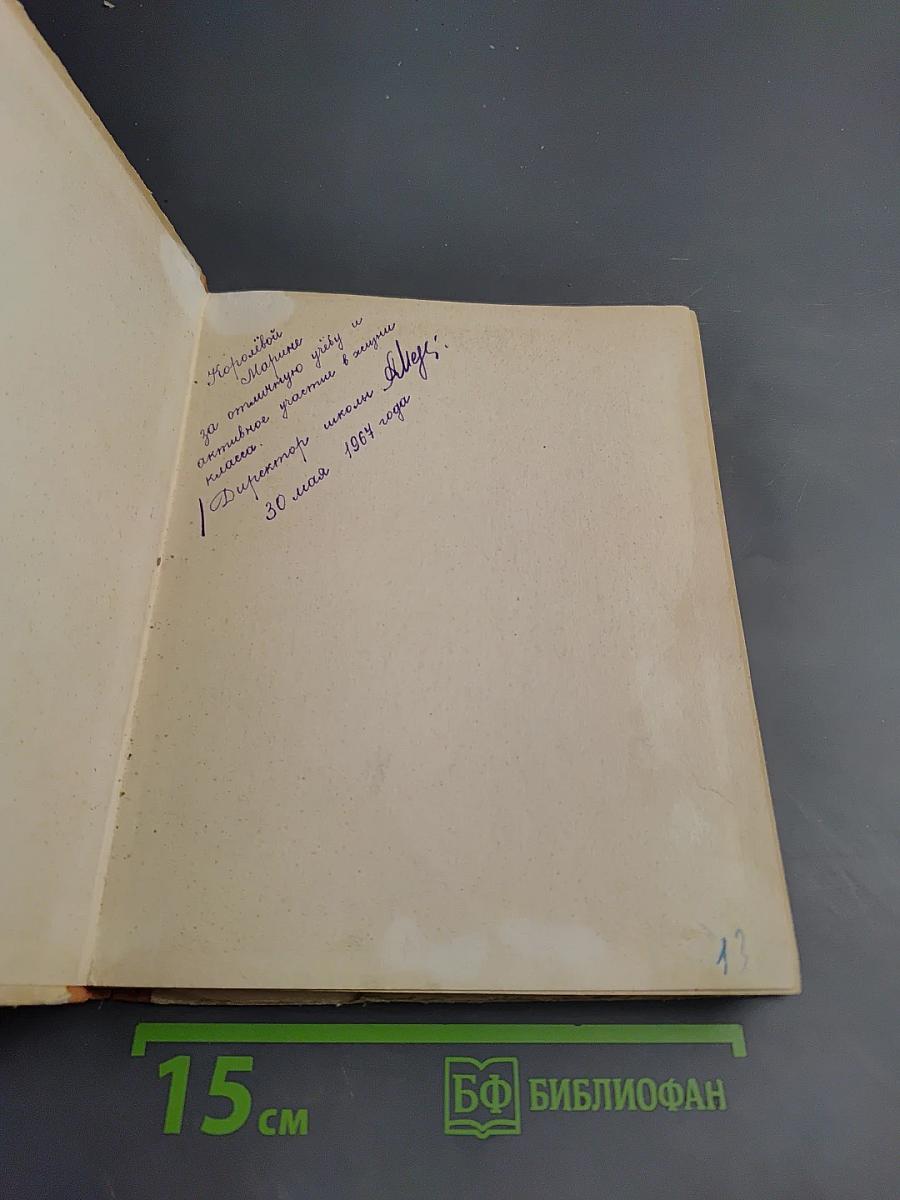 Королёвой
Марине
за отличную учёбу и
активное участие в жизни
класса.
Директор школы
30 мая 1967 года
13
15 см
БФ БИБЛИОФАН